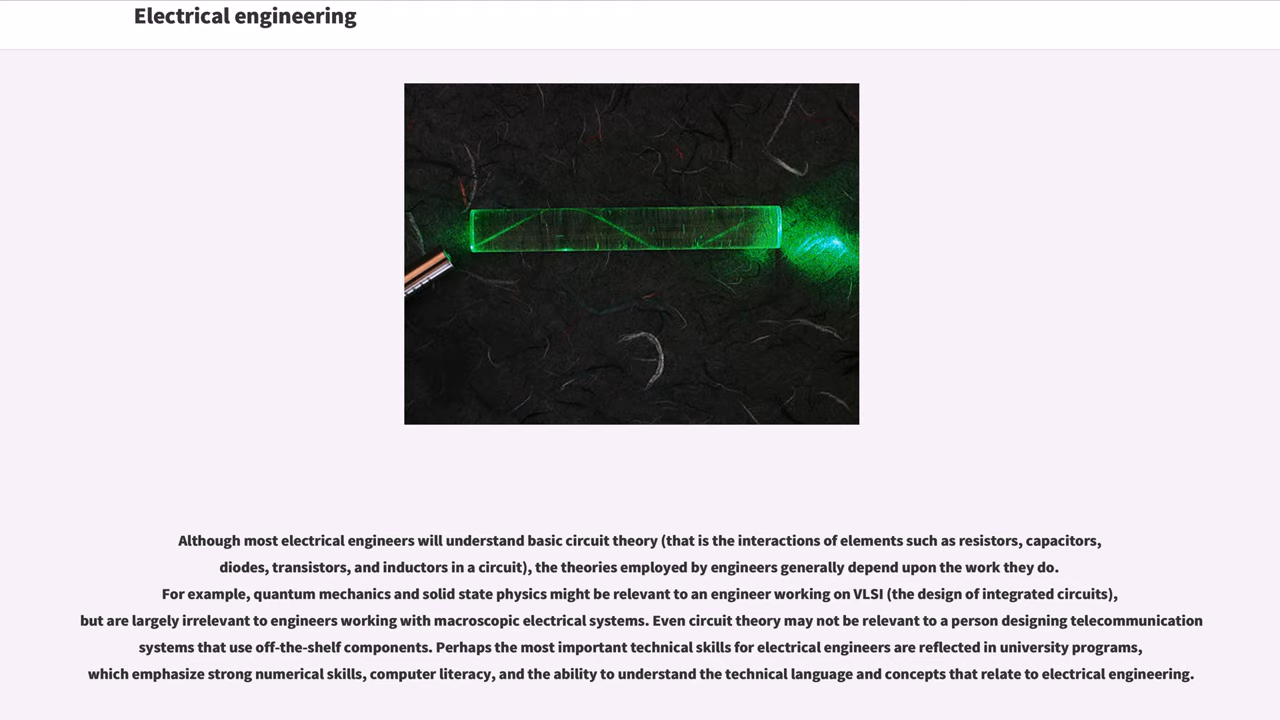 Electrical engineering
Although most electrical engineers will understand basic circuit theory (that is the interactions of elements such as resistors, capacitors,
diodes, transistors, and inductors in a circuit), the theories employed by engineers generally depend upon the work they do.
For example, quantum mechanics and solid state physics might be relevant to an engineer working on VLSI (the design of integrated circuits),
but are largely irrelevant to engineers working with macroscopic electrical systems. Even circuit theory may not be relevant to a person designing telecommunication
systems that use off-the-shelf components. Perhaps the most important technical skills for electrical engineers are reflected in university programs,
which emphasize strong numerical skills, computer literacy, and the ability to understand the technical language and concepts that relate to electrical engineering.